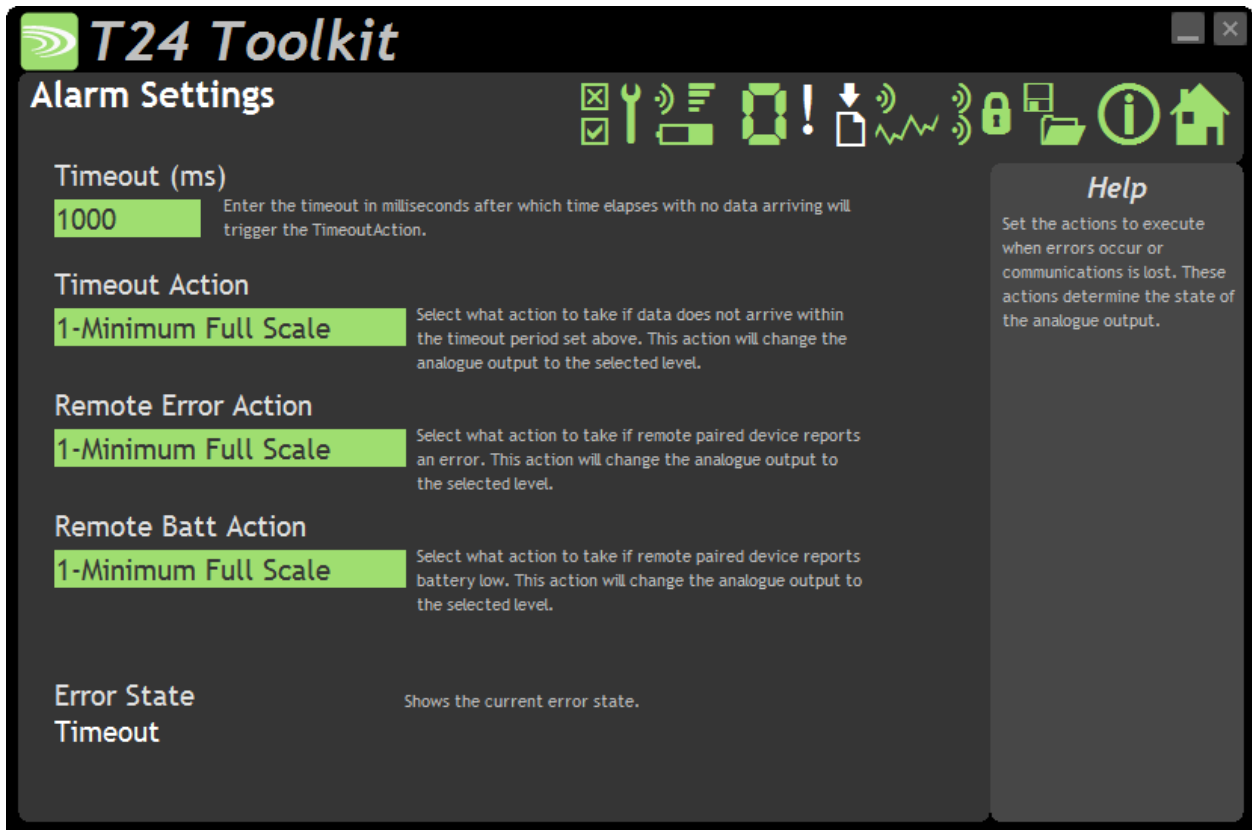 T24 Toolkit
Alarm Settings
Timeout (ms)
1000
Enter the timeout in milliseconds after which time elapses with no data arriving will
trigger the TimeoutAction.
Timeout Action
1-Minimum Full Scale
Select what action to take if data does not arrive within
the timeout period set above. This action will change the
analogue output to the selected level.
Remote Error Action
1-Minimum Full Scale
Select what action to take if remote paired device reports
an error. This action will change the analogue output to
the selected level.
Remote Batt Action
1-Minimum Full Scale
Select what action to take if remote paired device reports
battery low. This action will change the analogue output to
the selected level.
Error State
Shows the current error state.
Timeout
Help
Set the actions to execute
when errors occur or
communications is lost. These
actions determine the state of
the analogue output.